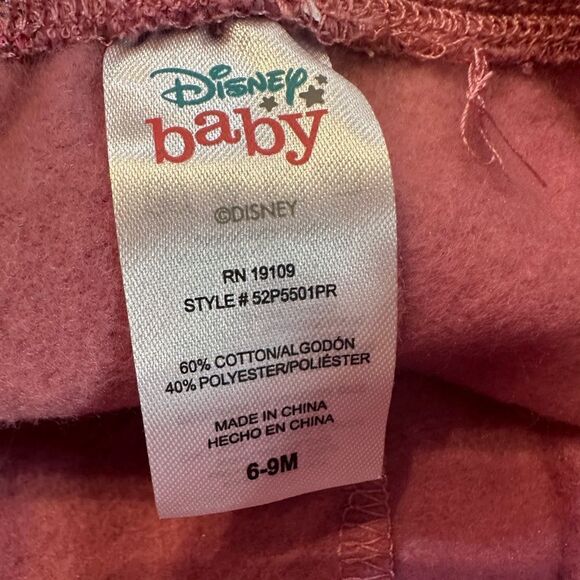 Disney
baby
©DISNEY
RN 19109
STYLE # 52P5501PR
60% COTTON/ALGODÓN
40% POLYESTER/POLIÉSTER
MADE IN CHINA
HECHO EN CHINA
6-9M